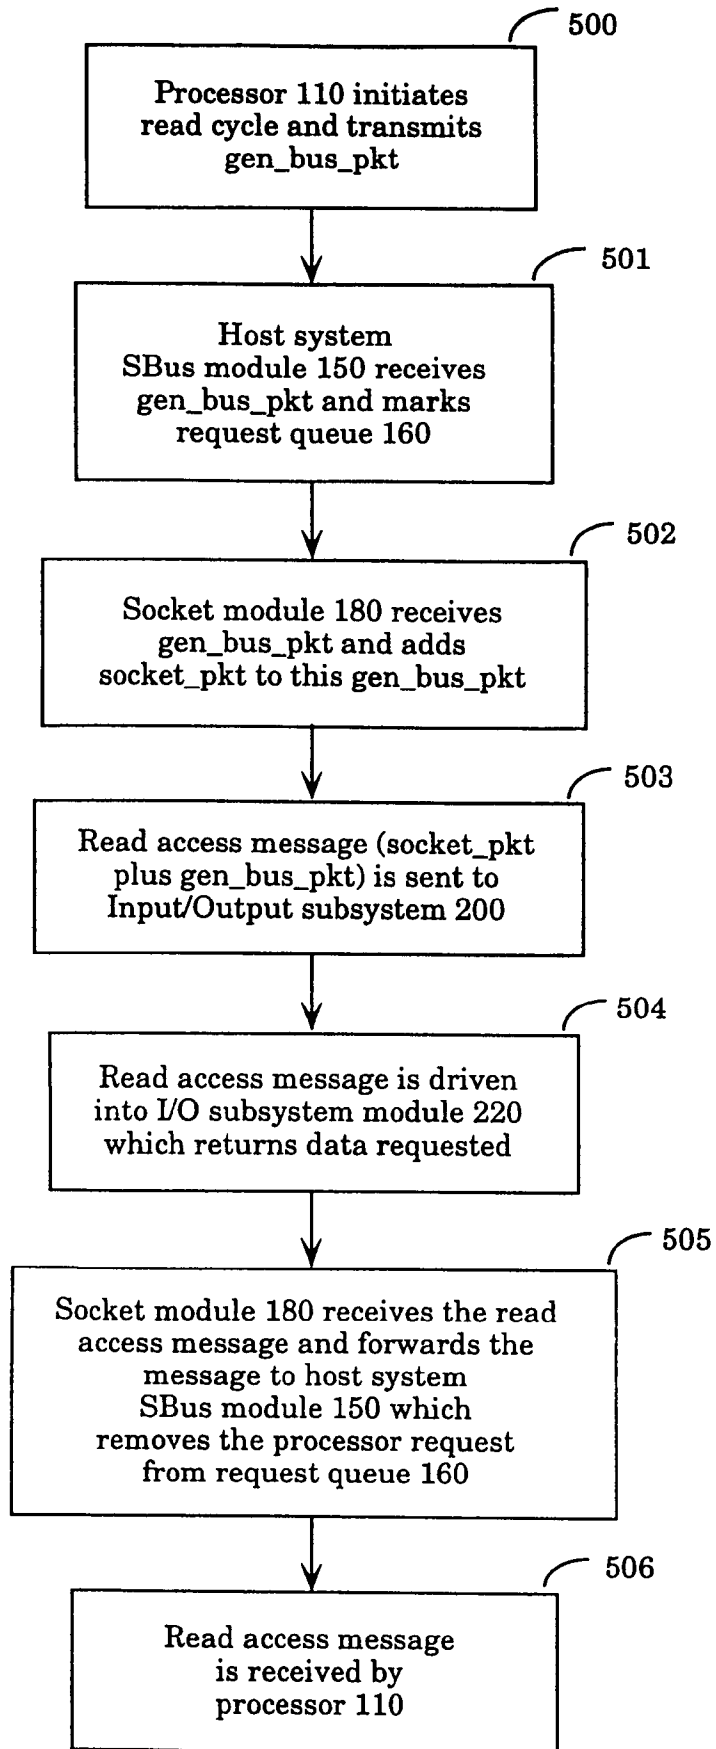 500
Processor 110 initiates
read cycle and transmits
gen_bus_pkt
501
Host system
SBus module 150 receives
gen_bus_pkt and marks
request queue 160
502
Socket module 180 receives
gen_bus_pkt and adds
socket_pkt to this gen_bus_pkt
503
Read access message (socket_pkt
plus gen_bus_pkt) is sent to
Input/Output subsystem 200
504
Read access message is driven
into I/O subsystem module 220
which returns data requested
505
Socket module 180 receives the read
access message and forwards the
message to host system
SBus module 150 which
removes the processor request
from request queue 160
506
Read access message
is received by
processor 110